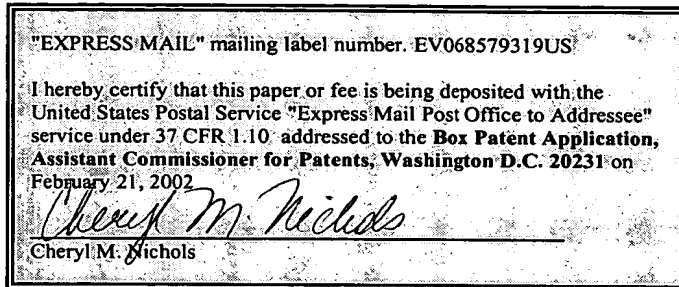 "EXPRESS MAIL" mailing label number. EV068579319US
I hereby certify that this paper or fee is being deposited with the
United States Postal Service "Express Mail Post Office to Addressee"
service under 37 CFR 1.10 addressed to the Box Patent Application,
Assistant Commissioner for Patents, Washington D.C. 20231 on
February 21, 2002
Cheryl M. Nichols
Cheryl M. Nichols